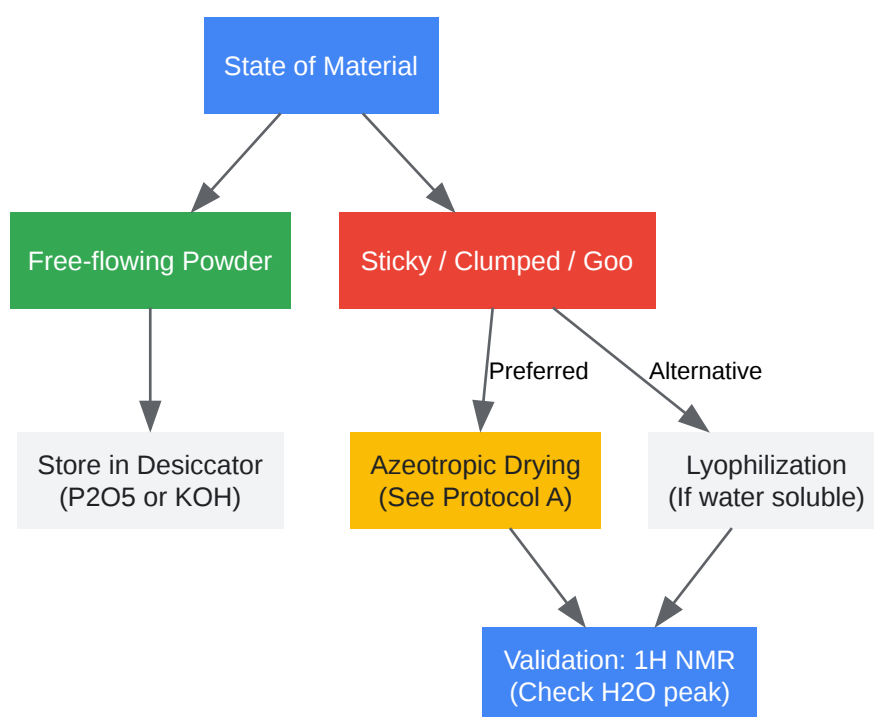 State of Material
Free-flowing Powder
Sticky / Clumped / Goo
Preferred
Alternative
Store in Desiccator
(P2O5 or KOH)
Azeotropic Drying
(See Protocol A)
Lyophilization
(If water soluble)
Validation: 1H NMR
(Check H2O peak)